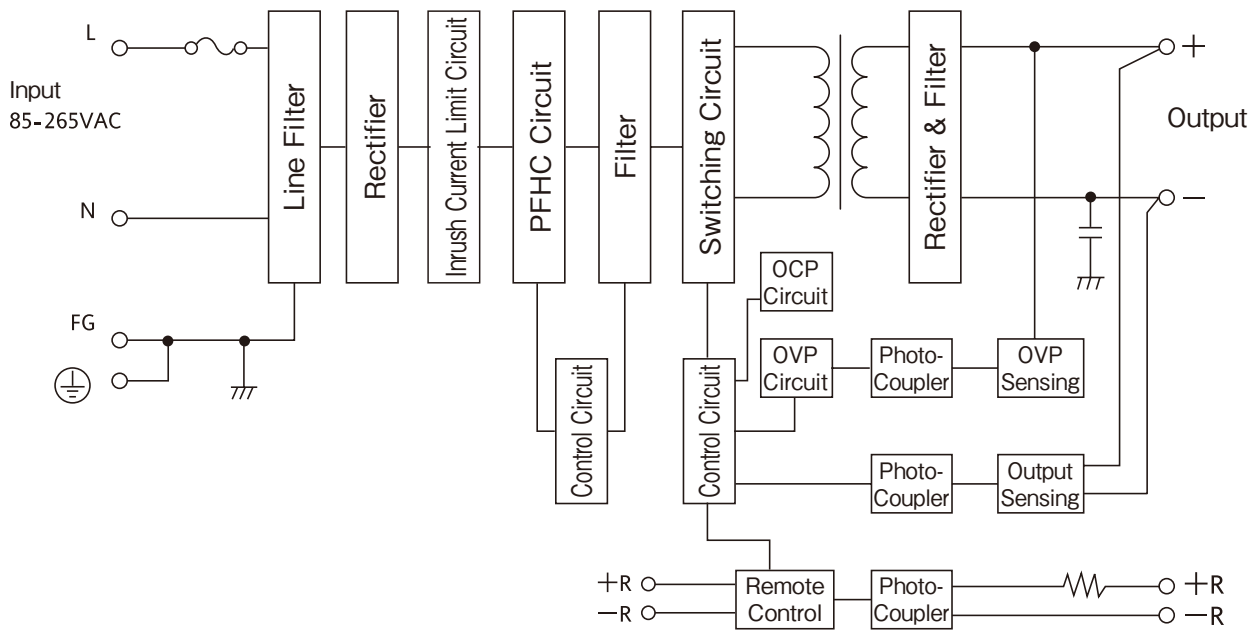 L
Input
85-265VAC
N
FG
Line Filter
Rectifier
Inrush Current Limit Circuit
PFHC Circuit
Filter
Switching Circuit
Rectifier & Filter
+
Output
−
OCP
Circuit
OVP
Circuit
Photo-
Coupler
OVP
Sensing
Control Circuit
Control Circuit
Photo-
Coupler
Output
Sensing
+R
−R
Remote
Control
Photo-
Coupler
+R
−R